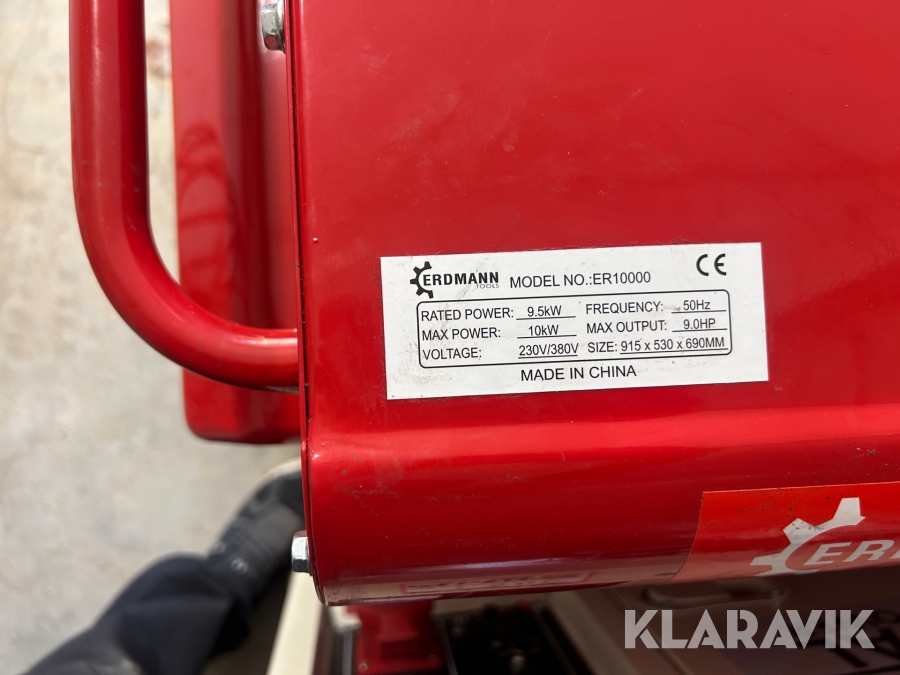 ERDMANN
TOOLS
MODEL NO.:ER10000
CE
RATED POWER: 9.5kW FREQUENCY: 50Hz
MAX POWER: 10kW MAX OUTPUT: 9.0HP
VOLTAGE: 230V/380V SIZE: 915 x 530 x 690MM
MADE IN CHINA
KLARAVIK